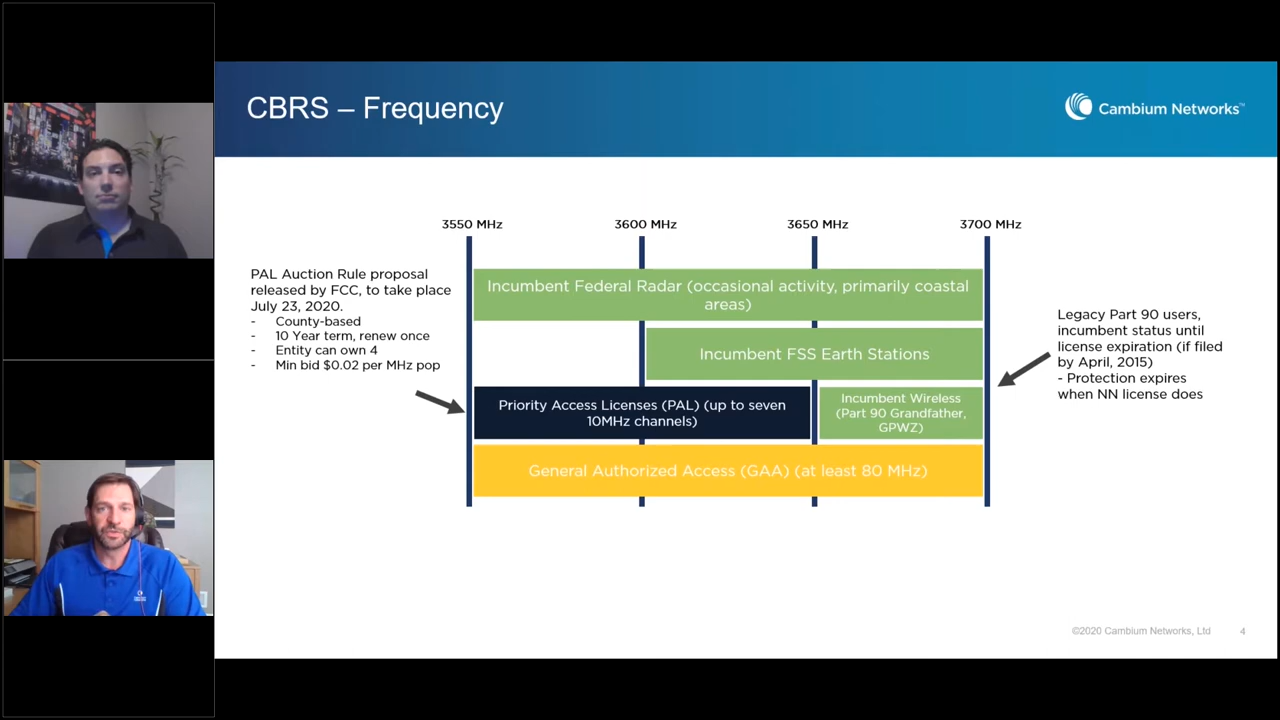 CBRS – Frequency
Cambium Networks™
3550 MHz
3600 MHz
3650 MHz
3700 MHz
PAL Auction Rule proposal
released by FCC, to take place
July 23, 2020.
- County-based
- 10 Year term, renew once
- Entity can own 4
- Min bid $0.02 per MHz pop
Incumbent Federal Radar (occasional activity, primarily coastal
areas)
Incumbent FSS Earth Stations
Priority Access Licenses (PAL) (up to seven
10MHz channels)
Incumbent Wireless
(Part 90 Grandfather,
GPWZ)
General Authorized Access (GAA) (at least 80 MHz)
Legacy Part 90 users,
incumbent status until
license expiration (if filed
by April, 2015)
- Protection expires
when NN license does
©2020 Cambium Networks, Ltd
4